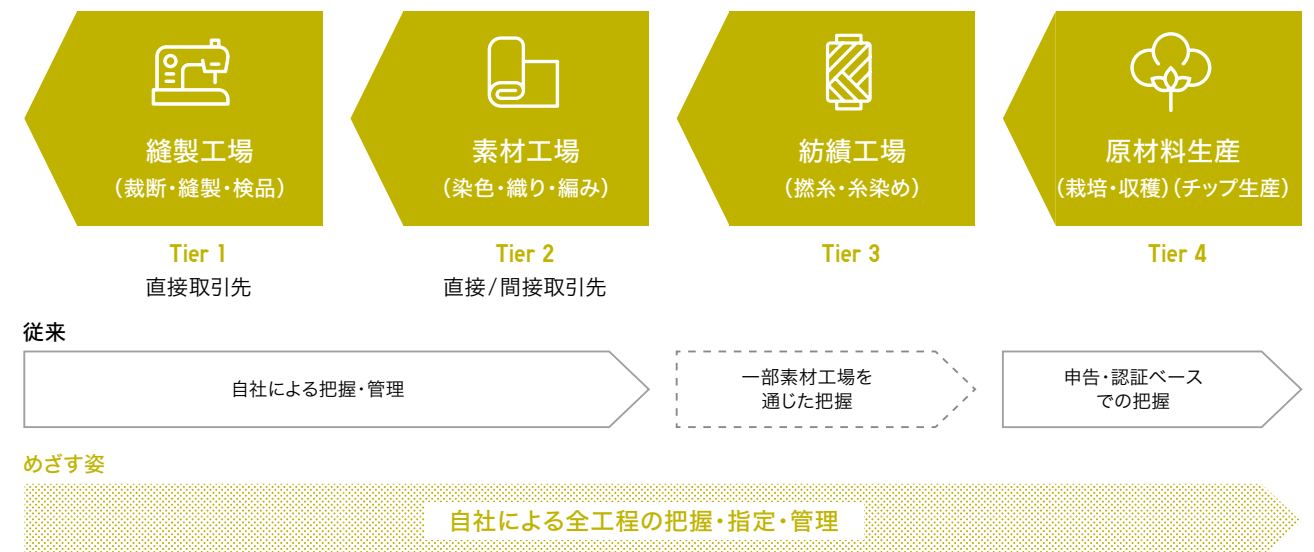 縫製工場
（裁断・縫製・検品）
Tier 1
直接取引先
素材工場
（染色・織り・編み）
Tier 2
直接/間接取引先
紡績工場
（撚糸・糸染め）
Tier 3
原材料生産
（栽培・収穫）（チップ生産）
Tier 4
従来
自社による把握・管理
一部素材工場を
通じた把握
申告・認証ベース
での把握
めざす姿
自社による全工程の把握・指定・管理